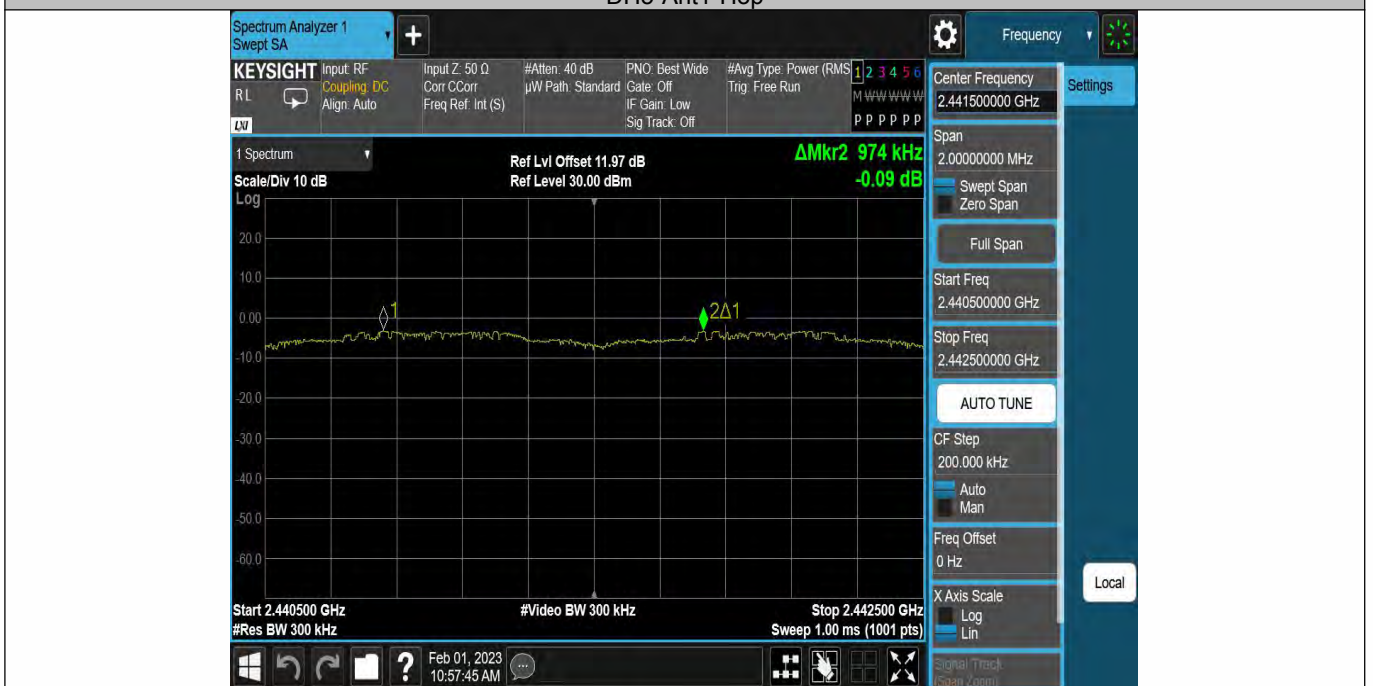 DH5-Ant1-Hop
Spectrum Analyzer 1
Swept SA
Frequency
KEYSIGHT
RL
LXI
Input: RF
Coupling: DC
Align: Auto
Input Z: 50 Ω
Corr CCorr
Freq Ref: Int (S)
#Atten: 40 dB
µW Path: Standard
PNO: Best Wide
Gate: Off
IF Gain: Low
Sig Track: Off
#Avg Type: Power (RMS
Trig: Free Run
1 2 3 4 5 6
M W W W W W
P P P P P P
Center Frequency
2.441500000 GHz
Settings
Span
2.00000000 MHz
Swept Span
Zero Span
Full Span
Start Freq
2.440500000 GHz
Stop Freq
2.442500000 GHz
AUTO TUNE
CF Step
200.000 kHz
Auto
Man
Freq Offset
0 Hz
X Axis Scale
Log
Lin
Signal Track
(Span Zoom)
Local
1 Spectrum
Scale/Div 10 dB
Log
Ref Lvl Offset 11.97 dB
Ref Level 30.00 dBm
ΔMkr2 974 kHz
-0.09 dB
20.0
10.0
0.00
-10.0
-20.0
-30.0
-40.0
-50.0
-60.0
1
2Δ1
Start 2.440500 GHz
#Res BW 300 kHz
#Video BW 300 kHz
Stop 2.442500 GHz
Sweep 1.00 ms (1001 pts)
?
Feb 01, 2023
10:57:45 AM